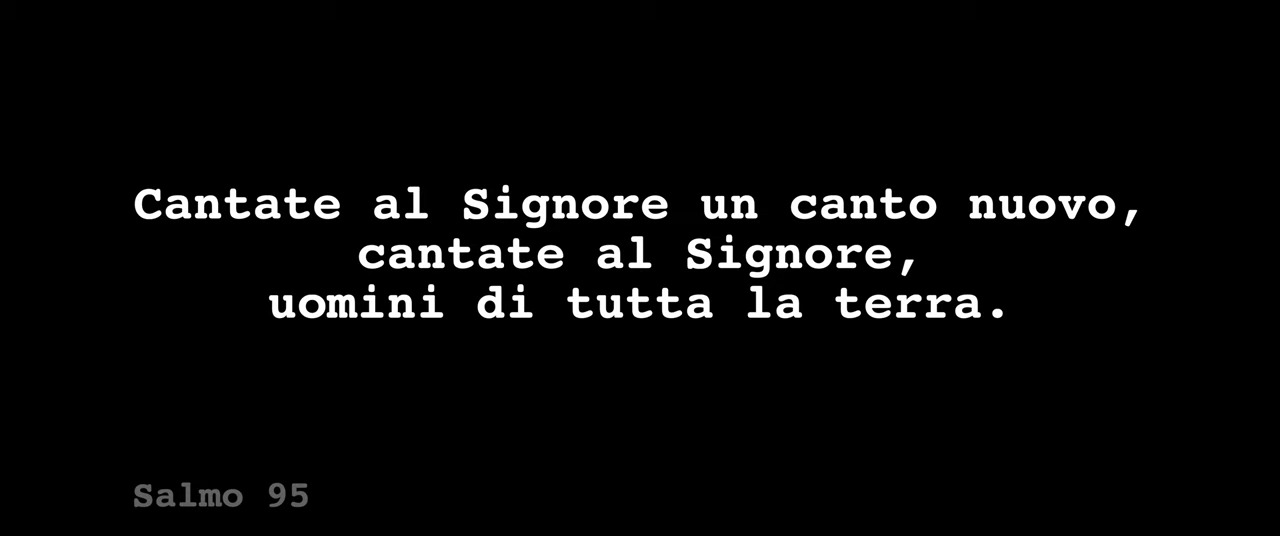 Cantate al Signore un canto nuovo,
cantate al Signore,
uomini di tutta la terra.
Salmo 95